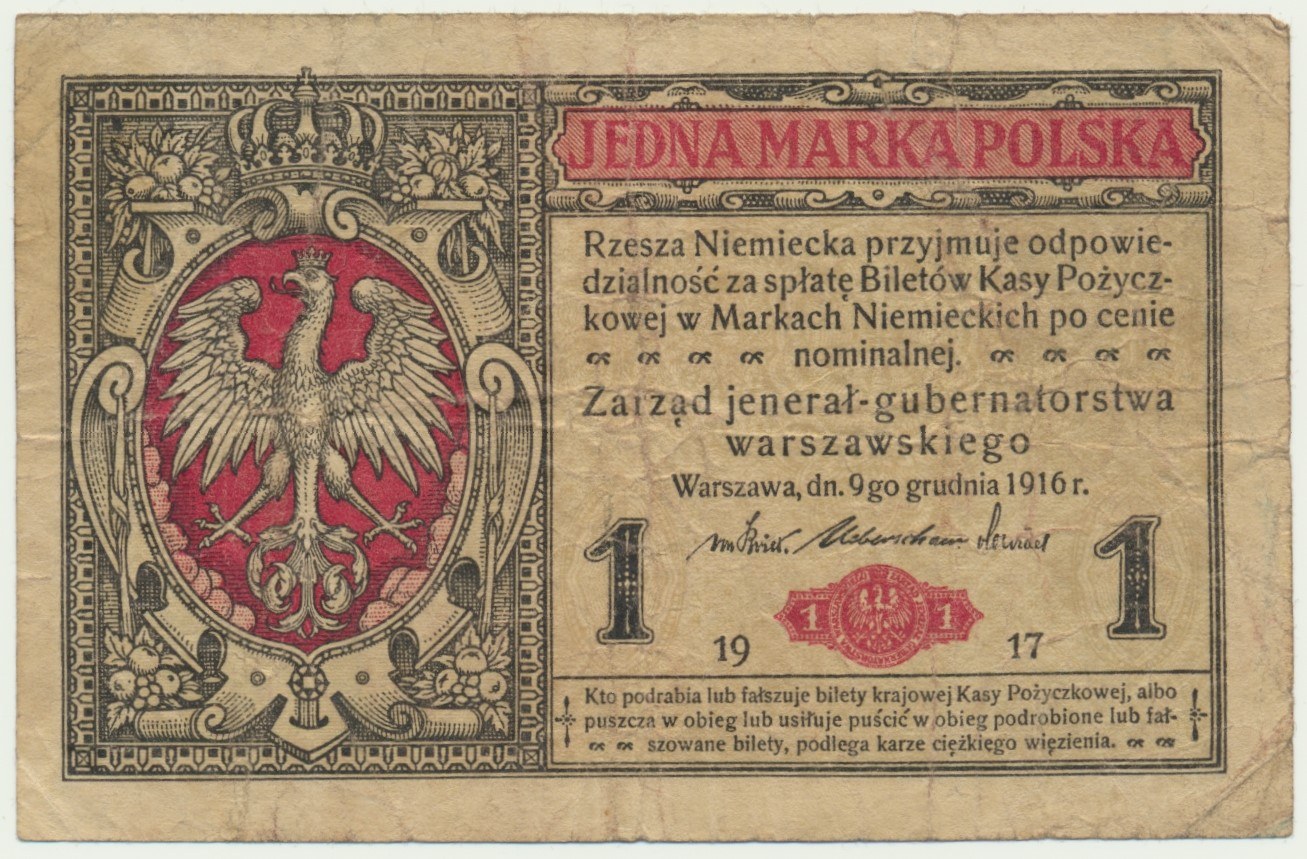 JEDNA MARKA POLSKA
Rzesza Niemiecka przyjmuje odpowie-
dzialność za spłatę Biletów Kasy Pożycz-
kowej w Markach Niemieckich po cenie
nominalnej.
Zarząd jenerał-gubernatorstwa
warszawskiego
Warszawa, dn. 9go grudnia 1916 r.
1 1
1 1
19 17
Kto podrabia lub fałszuje bilety krajowej Kasy Pożyczkowej, albo
puszcza w obieg lub usiłuje puścić w obieg podrobione lub fał-
szowane bilety, podlega karze ciężkiego więzienia.